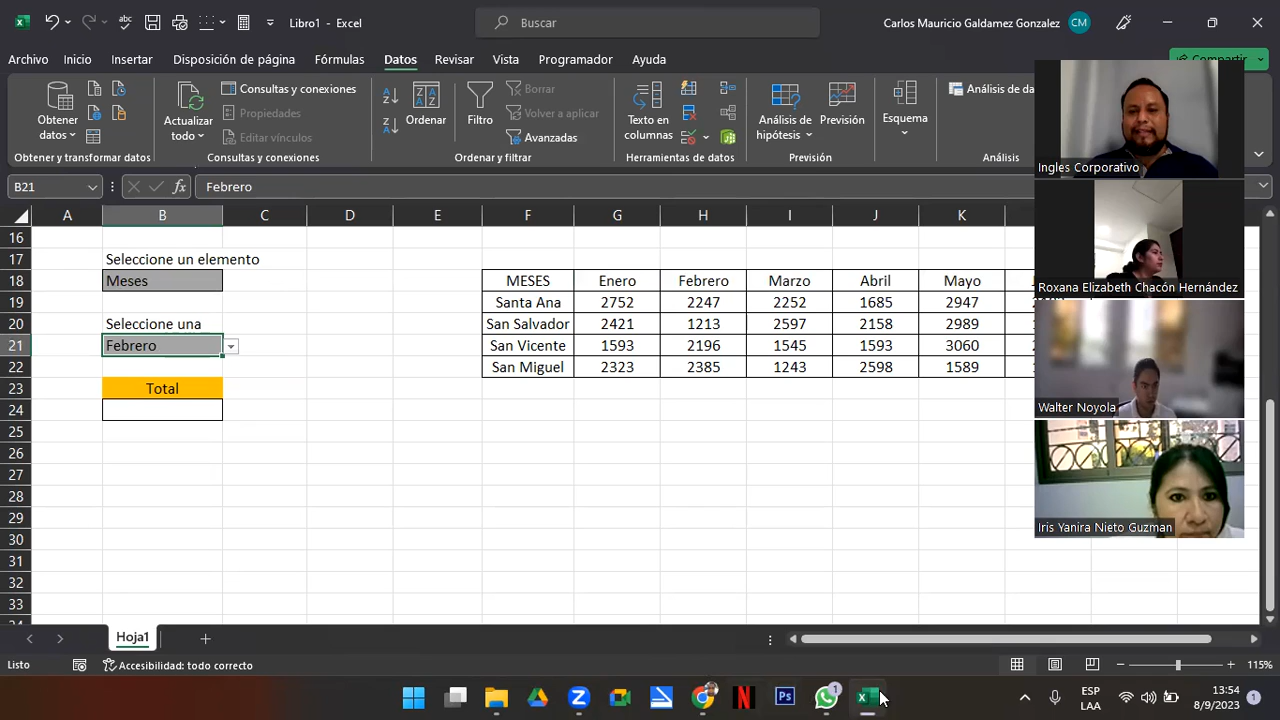 Libro1 - Excel
Buscar
Carlos Mauricio Galdamez Gonzalez
CM
Archivo Inicio Insertar Disposición de página Fórmulas Datos Revisar Vista Programador Ayuda
Compartir
Obtener datos
Obtener y transformar datos
Actualizar todo
Consultas y conexiones
Propiedades
Editar vínculos
Consultas y conexiones
Ordenar
Filtro
Borrar
Volver a aplicar
Avanzadas
Ordenar y filtrar
Texto en columnas
Herramientas de datos
Análisis de hipótesis
Previsión
Previsión
Esquema
Análisis de da
Análisis
B21
fx
Febrero
A B C D E F G H I J K
16
17 Seleccione un elemento
18 Meses MESES Enero Febrero Marzo Abril Mayo
19 Santa Ana 2752 2247 2252 1685 2947
20 Seleccione una San Salvador 2421 1213 2597 2158 2989
21 Febrero San Vicente 1593 2196 1545 1593 3060
22 San Miguel 2323 2385 1243 2598 1589
23 Total
24
25
26
27
28
29
30
31
32
33
Ingles Corporativo
Roxana Elizabeth Chacón Hernández
Walter Noyola
Iris Yanira Nieto Guzman
Hoja1
Listo
Accesibilidad: todo correcto
115%
N
Ps
1
ESP
LAA
13:54
8/9/2023